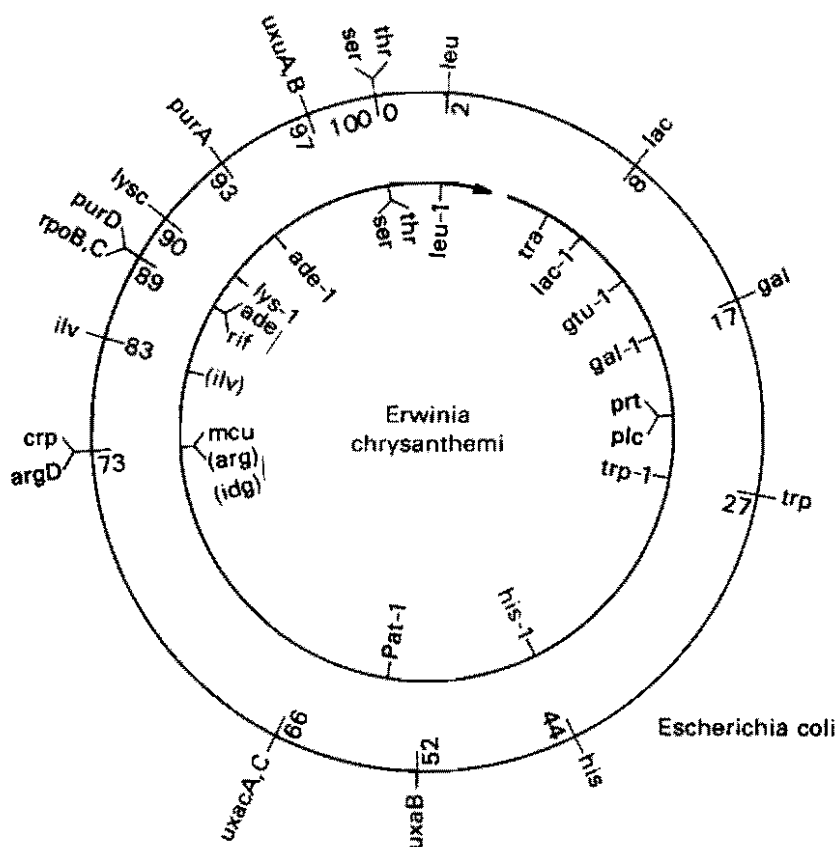 thr
ser
100
0
leu
2
lac
8
gal
17
trp
27
his
44
uxaB
52
uxacA,C
66
crp
argD
73
ilv
83
purD
rpoB,C
89
lysc
90
purA
93
uxuA,B
97
thr
ser
leu-1
tra
lac-1
gtu-1
gal-1
prt
plc
trp-1
his-1
Pat-1
mcu
(arg)
(idg)
(ilv)
ade
rif
lys-1
ade-1
Erwinia
chrysanthemi
Escherichia coli